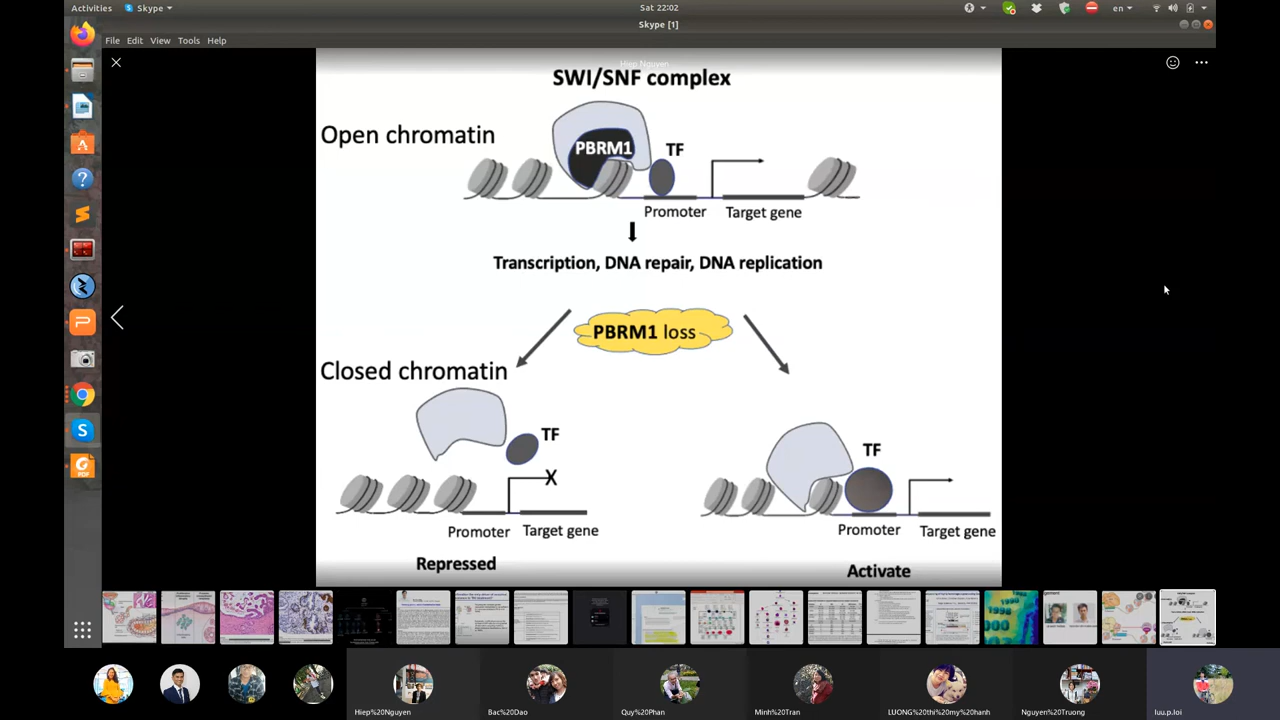 Activities
Skype
Sat 22:02
en
Skype [1]
File Edit View Tools Help
Hiep Nguyen
SWI/SNF complex
Open chromatin
PBRM1
TF
Promoter
Target gene
Transcription, DNA repair, DNA replication
PBRM1 loss
Closed chromatin
TF
X
Promoter
Target gene
Repressed
TF
Promoter
Target gene
Activate
Hiep%20Nguyen
Bac%20Dao
Quy%20Phan
Minh%20Tran
LUONG%20thi%20my%20hanh
Nguyen%20Truong
luu.p.loi